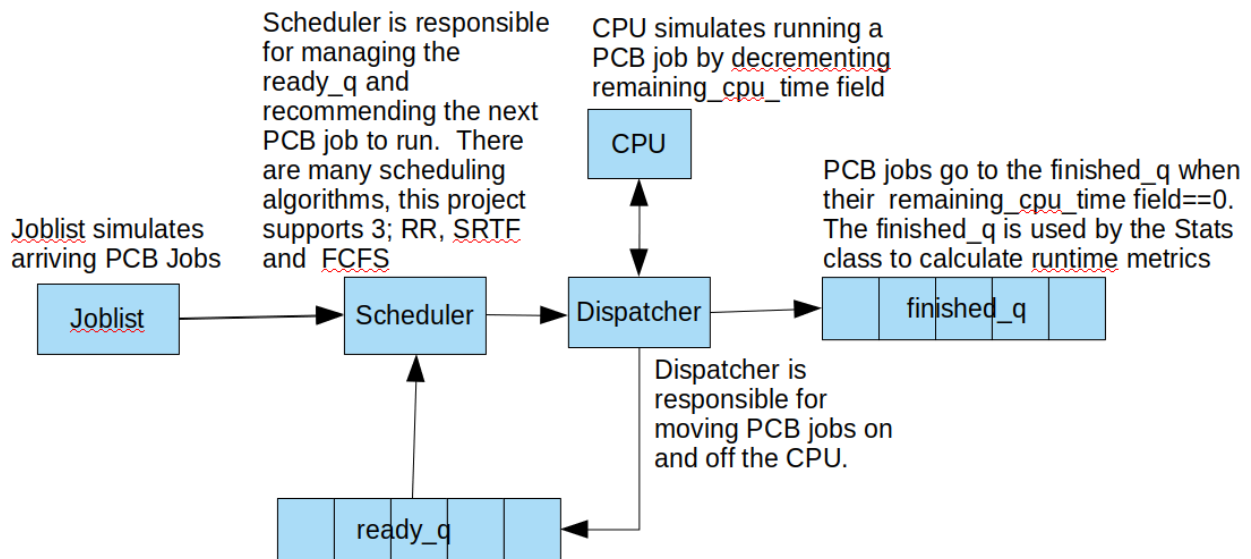 Scheduler is responsible
for managing the
ready_q and
recommending the next
PCB job to run.  There
are many scheduling
algorithms, this project
supports 3; RR, SRTF
and  FCFS
CPU simulates running a
PCB job by decrementing
remaining_cpu_time field
CPU
PCB jobs go to the finished_q when
their  remaining_cpu_time field==0.
The finished_q is used by the Stats
class to calculate runtime metrics
Joblist simulates
arriving PCB Jobs
Joblist
Scheduler
Dispatcher
finished_q
Dispatcher is
responsible for
moving PCB jobs on
and off the CPU.
ready_q